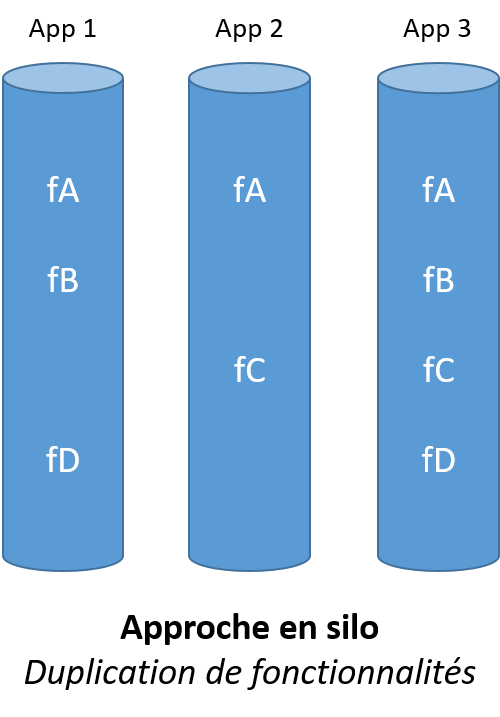 App 1 App 2 App 3
fA fA fA
fB fB
fC fC
fD fD
Approche en silo
Duplication de fonctionnalités